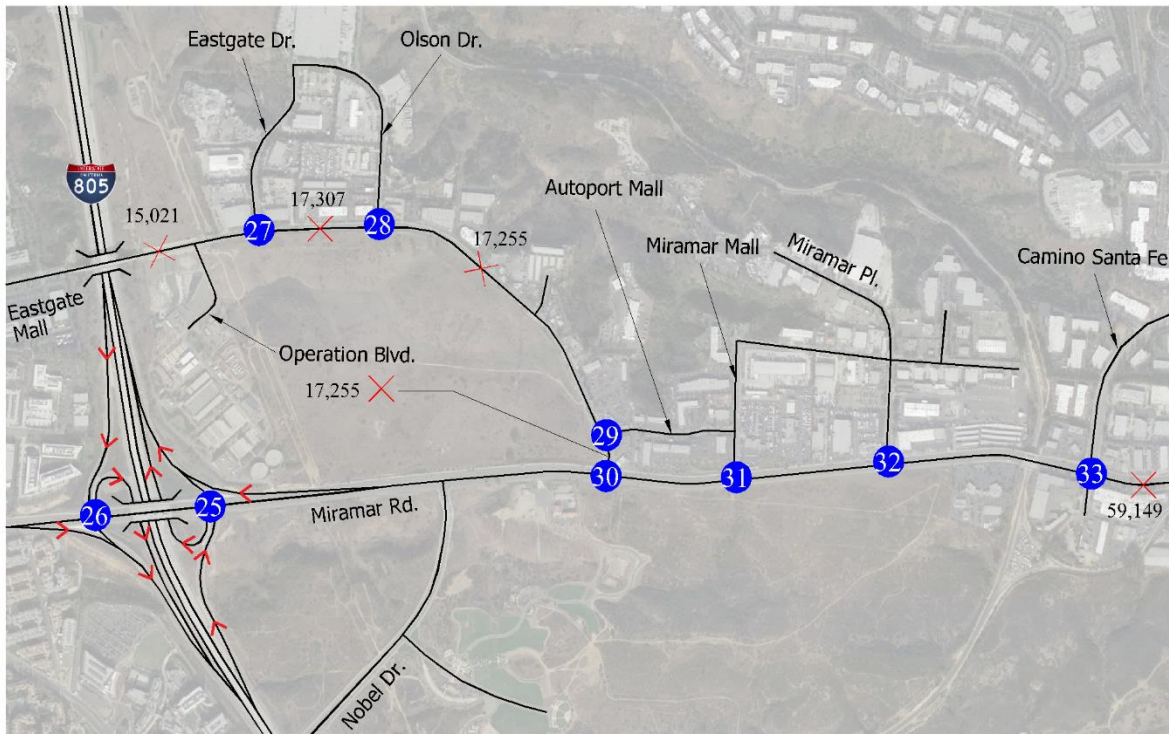 Eastgate Dr.
Olson Dr.
805
15,021
17,307
27
28
17,255
Autoport Mall
Miramar Mall
Miramar Pl.
Camino Santa Fe
Eastgate
Mall
Operation Blvd.
17,255
29
30
31
32
33
59,149
26
25
Miramar Rd.
Nobel Dr.